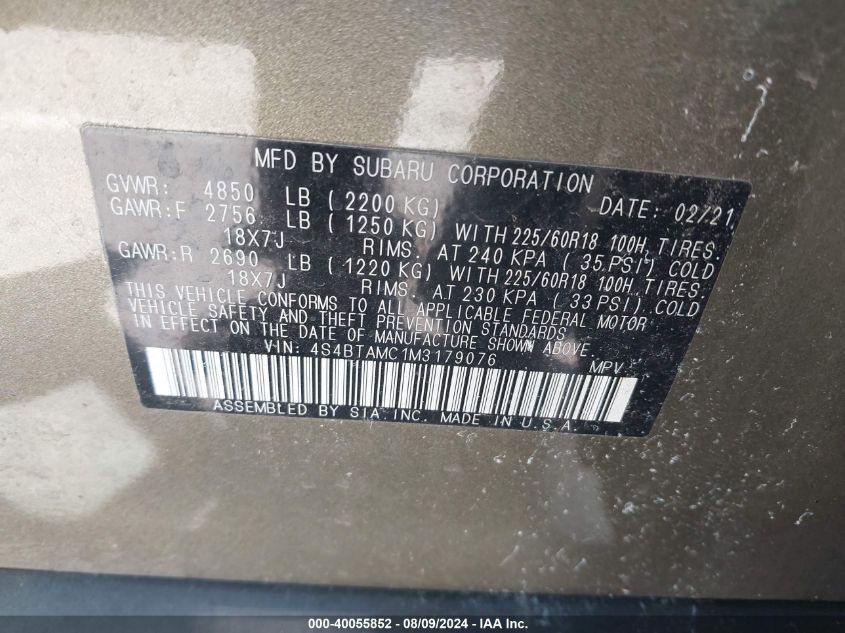 MFD BY SUBARU CORPORATION
GVWR: 4850 LB (2200 KG) DATE: 02/21
GAWR:F 2756 LB (1250 KG) WITH 225/60R18 100H TIRES,
18X7J RIMS, AT 240 KPA (35 PSI) COLD
GAWR:R 2690 LB (1220 KG) WITH 225/60R18 100H TIRES,
18X7J RIMS, AT 230 KPA (33 PSI) COLD
THIS VEHICLE CONFORMS TO ALL APPLICABLE FEDERAL MOTOR
VEHICLE SAFETY AND THEFT PREVENTION STANDARDS
IN EFFECT ON THE DATE OF MANUFACTURE SHOWN ABOVE.
VIN: 4S4BTAMC1M3179076 MPV
ASSEMBLED BY SIA,INC. MADE IN U.S.A.
000-40055852 / 08/09/2024 - IAA Inc.